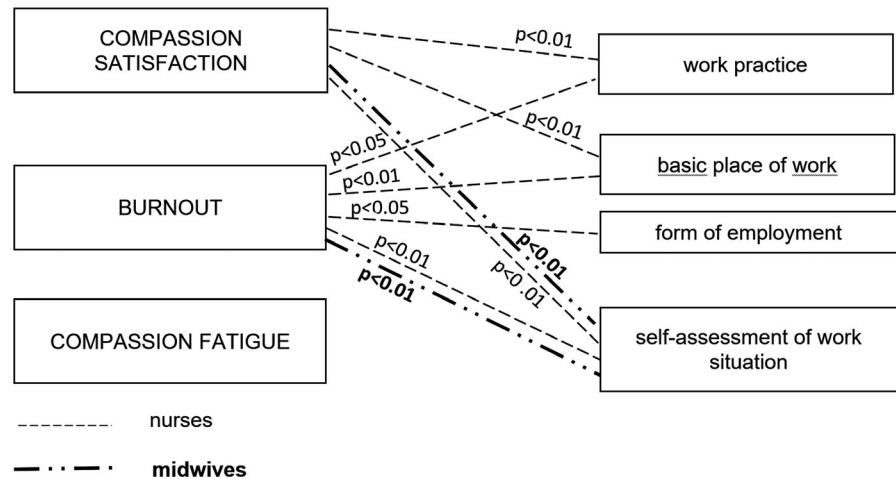 COMPASSION
SATISFACTION
BURNOUT
COMPASSION FATIGUE
p<0.01
p<0.01
p<0.05
p<0.01
p<0.05
p<0.01
p<0.01
p<0.01
p<0.01
work practice
basic place of work
form of employment
self-assessment of work
situation
nurses
midwives